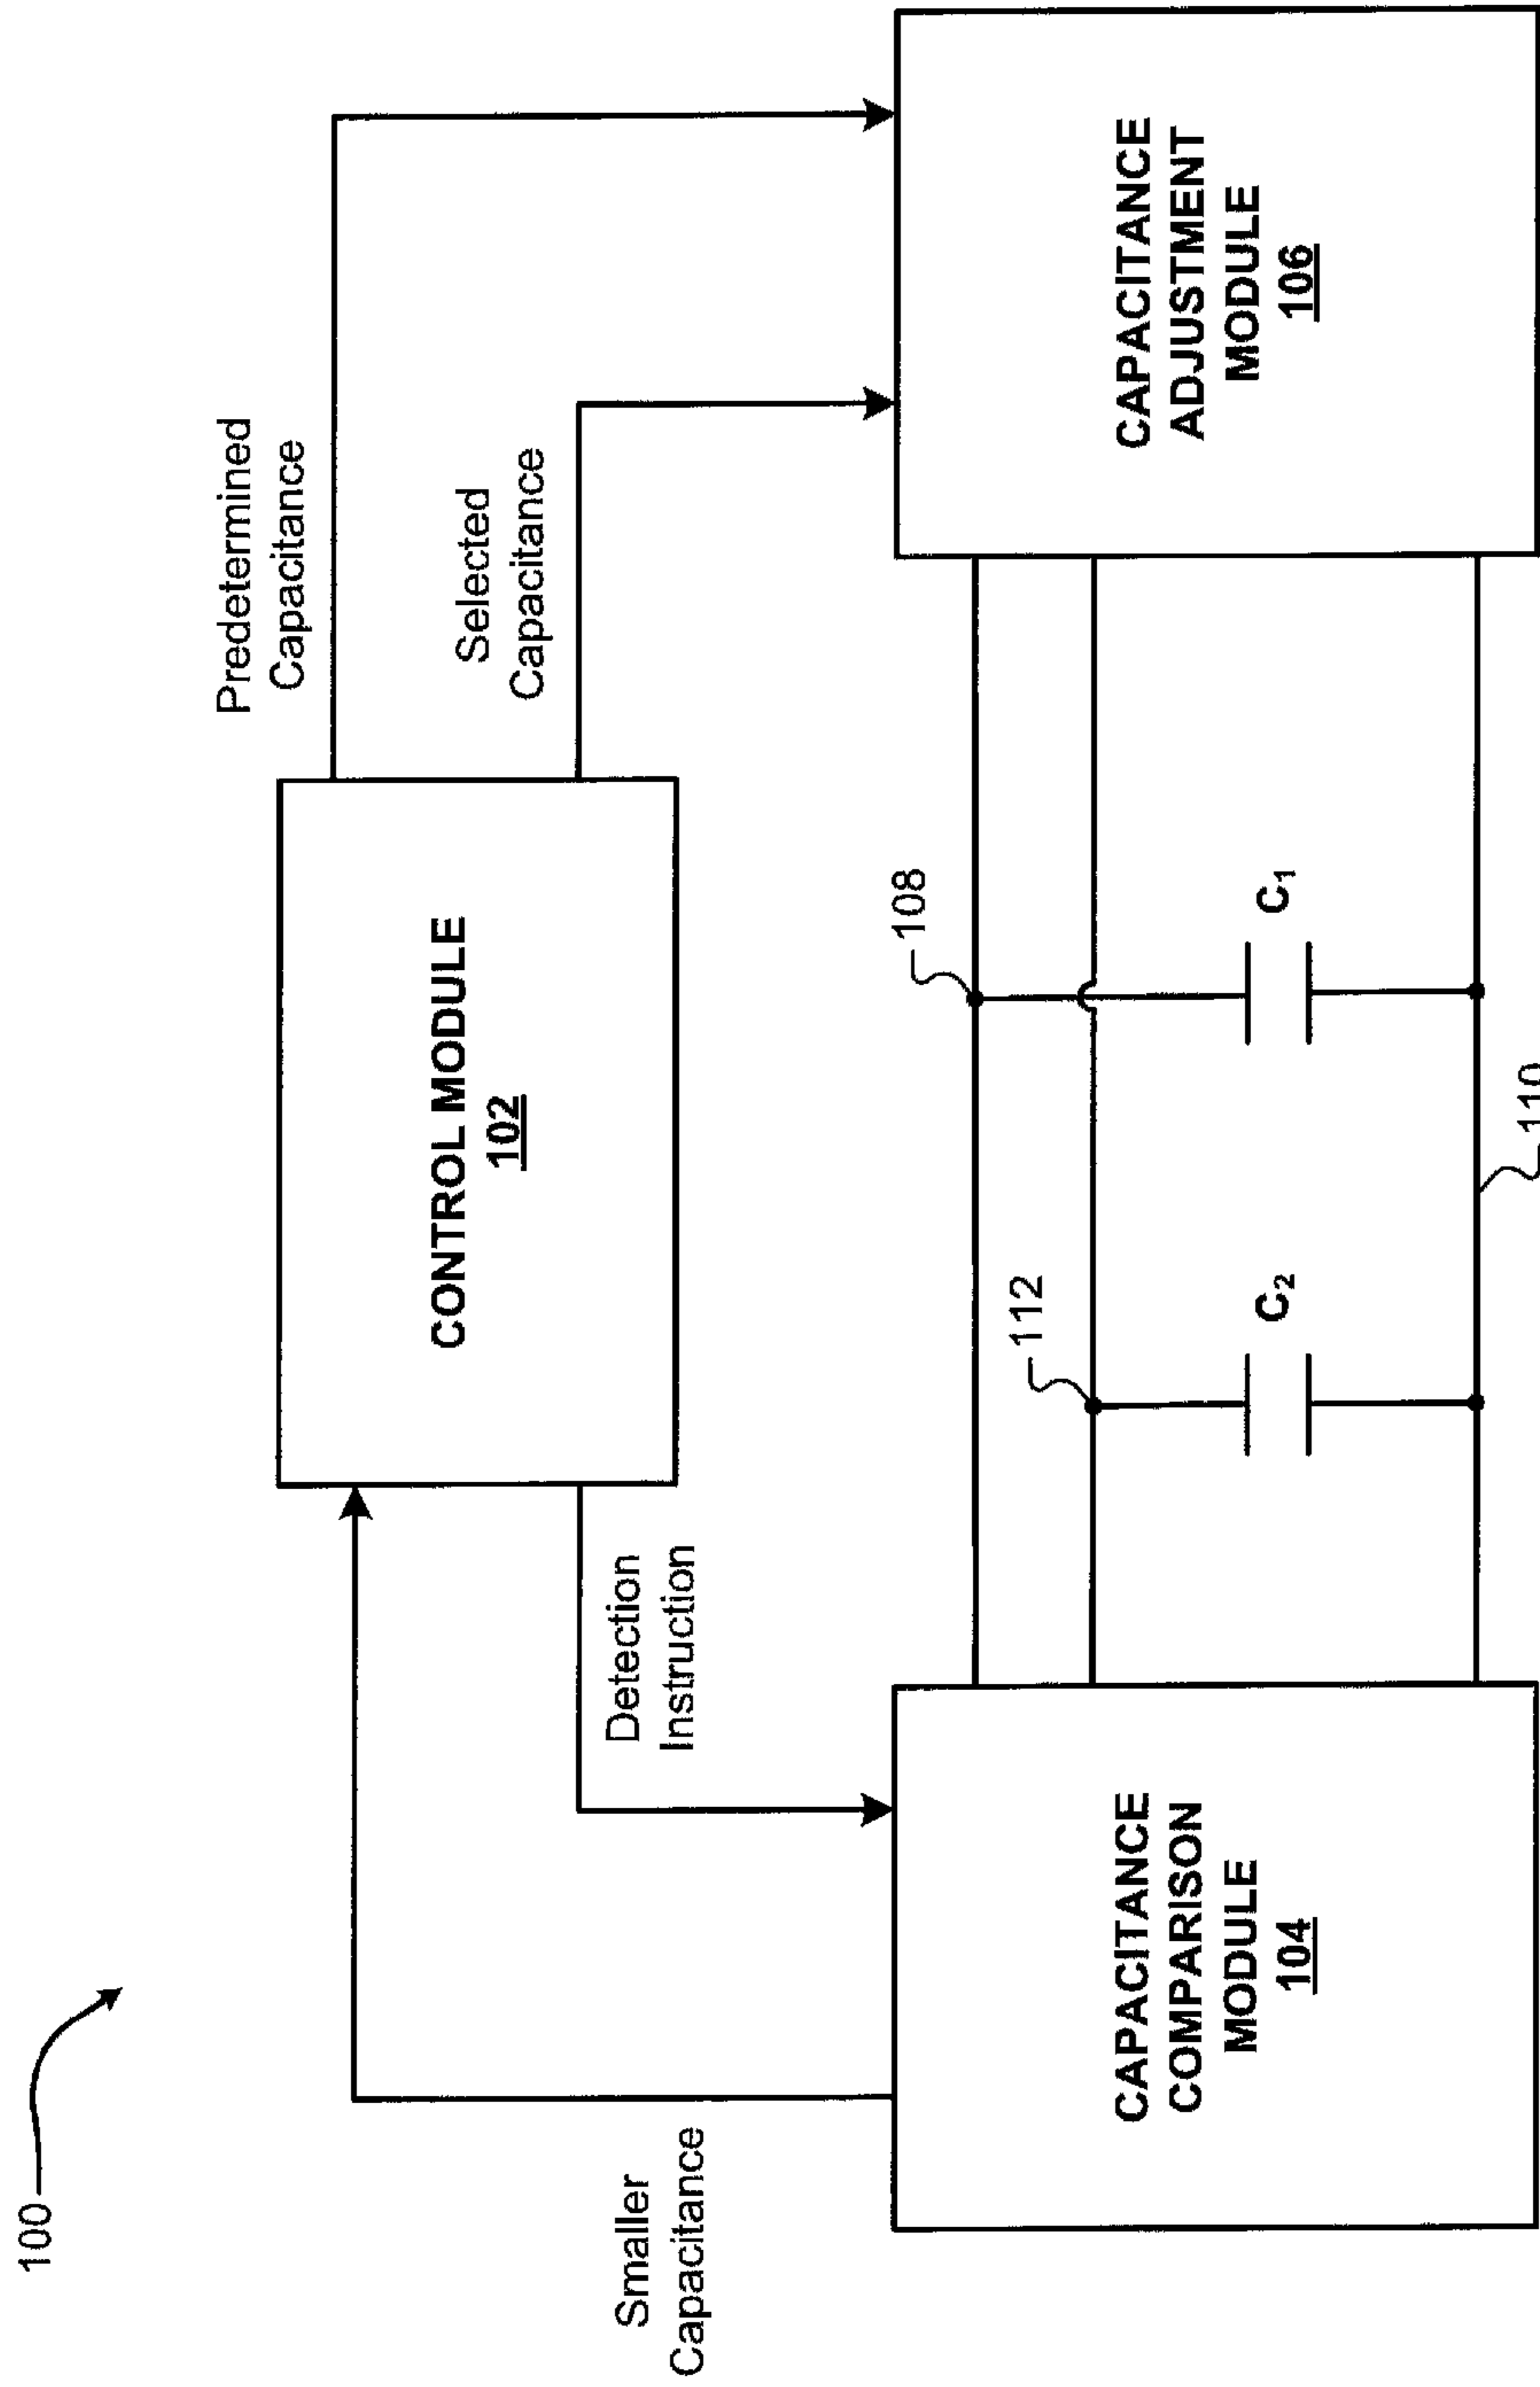 100
Smaller
Capacitance
Detection
Instruction
CONTROL MODULE
102
Predetermined
Capacitance
Selected
Capacitance
CAPACITANCE
COMPARISON
MODULE
104
112
108
C₂
C₁
110
CAPACITANCE
ADJUSTMENT
MODULE
106